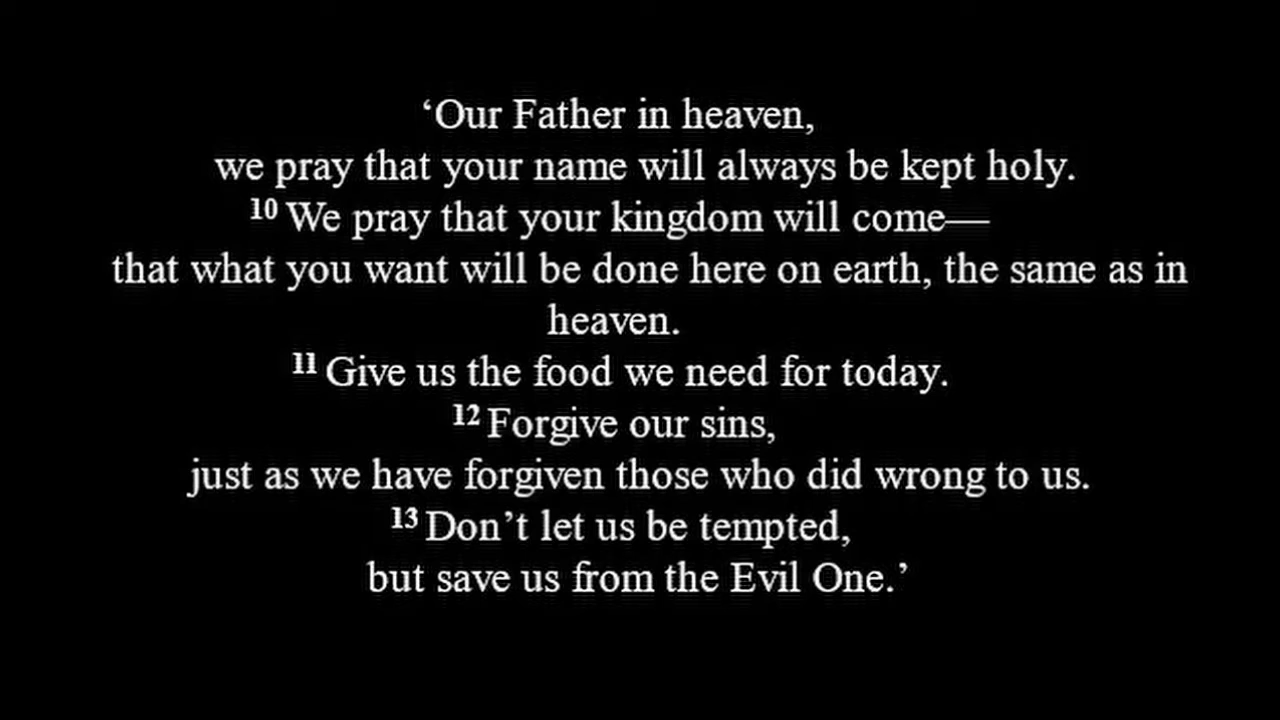 ‘Our Father in heaven,
we pray that your name will always be kept holy.
10 We pray that your kingdom will come—
that what you want will be done here on earth, the same as in
heaven.
11 Give us the food we need for today.
12 Forgive our sins,
just as we have forgiven those who did wrong to us.
13 Don’t let us be tempted,
but save us from the Evil One.’